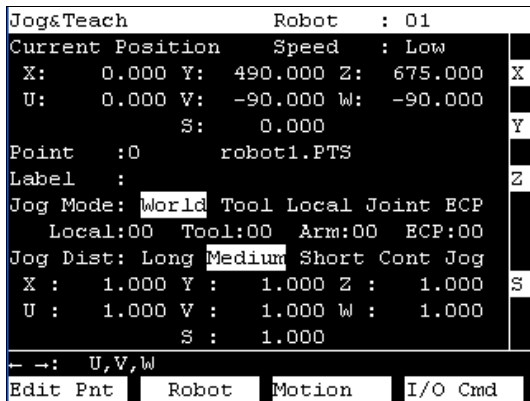 Jog&Teach Robot : 01
Current Position Speed : Low
X: 0.000 Y: 490.000 Z: 675.000 X
U: 0.000 V: -90.000 W: -90.000
S: 0.000 Y
Point :0 robot1.PTS
Label : Z
Jog Mode: World Tool Local Joint ECP
Local:00 Tool:00 Arm:00 ECP:00
Jog Dist: Long Medium Short Cont Jog
X : 1.000 Y : 1.000 Z : 1.000 S
U : 1.000 V : 1.000 W : 1.000
S : 1.000
← →: U,V,W
Edit Pnt Robot Motion I/O Cmd